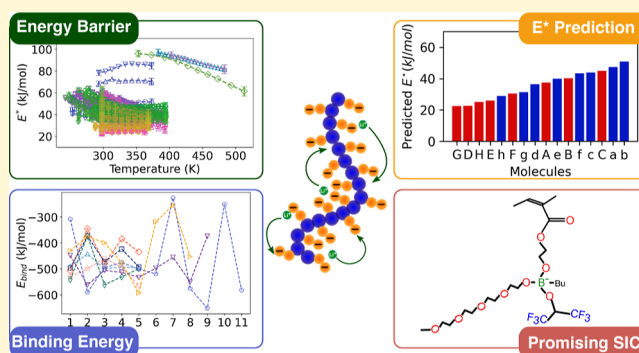 Energy Barrier
E* (kJ/mol)
100
80
60
40
20
300
350
400
450
500
Temperature (K)
E* Prediction
Predicted E* (kJ/mol)
60
40
20
0
G D H E h F g d A e B f c C a b
Molecules
Li+
Li+
Li+
Li+
E_bind (kJ/mol)
−300
−400
−500
−600
1 2 3 4 5 6 7 8 9 10 11
Binding Energy
O
O
O
O
B⁻
Bu
O
O
O
O
O
O
F₃C
CF₃
Promising SIC